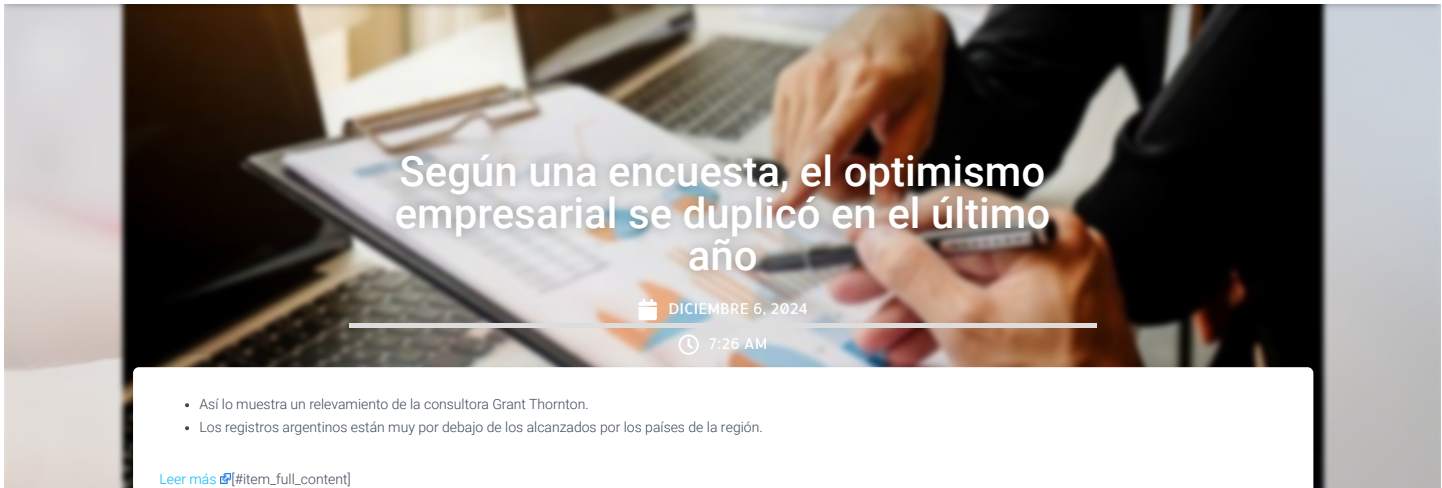 Según una encuesta, el optimismo
empresarial se duplicó en el último
año
DICIEMBRE 6, 2024
7:26 AM
• Así lo muestra un relevamiento de la consultora Grant Thornton.
• Los registros argentinos están muy por debajo de los alcanzados por los países de la región.
Leer más [#item_full_content]